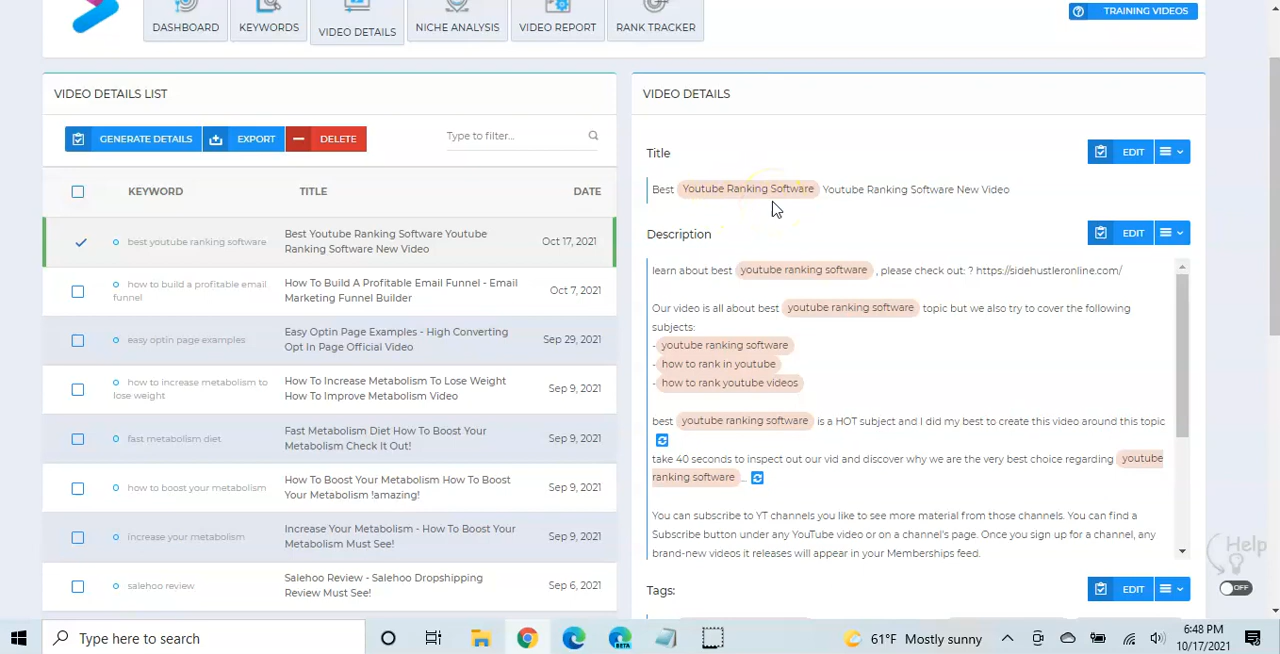 DASHBOARD
KEYWORDS
VIDEO DETAILS
NICHE ANALYSIS
VIDEO REPORT
RANK TRACKER
TRAINING VIDEOS
VIDEO DETAILS LIST
GENERATE DETAILS
EXPORT
DELETE
Type to filter...
KEYWORD
TITLE
DATE
best youtube ranking software
Best Youtube Ranking Software Youtube
Ranking Software New Video
Oct 17, 2021
how to build a profitable email
funnel
How To Build A Profitable Email Funnel - Email
Marketing Funnel Builder
Oct 7, 2021
easy optin page examples
Easy Optin Page Examples - High Converting
Opt In Page Official Video
Sep 29, 2021
how to increase metabolism to
lose weight
How To Increase Metabolism To Lose Weight
How To Improve Metabolism Video
Sep 9, 2021
fast metabolism diet
Fast Metabolism Diet How To Boost Your
Metabolism Check It Out!
Sep 9, 2021
how to boost your metabolism
How To Boost Your Metabolism How To Boost
Your Metabolism !amazing!
Sep 9, 2021
increase your metabolism
Increase Your Metabolism - How To Boost Your
Metabolism Must See!
Sep 9, 2021
salehoo review
Salehoo Review - Salehoo Dropshipping
Review Must See!
Sep 6, 2021
VIDEO DETAILS
Title
EDIT
Best Youtube Ranking Software Youtube Ranking Software New Video
Description
EDIT
learn about best youtube ranking software , please check out: ? https://sidehustleronline.com/
Our video is all about best youtube ranking software topic but we also try to cover the following
subjects:
- youtube ranking software
- how to rank in youtube
- how to rank youtube videos
best youtube ranking software is a HOT subject and I did my best to create this video around this topic
take 40 seconds to inspect out our vid and discover why we are the very best choice regarding youtube
ranking software ...
You can subscribe to YT channels you like to see more material from those channels. You can find a
Subscribe button under any YouTube video or on a channel's page. Once you sign up for a channel, any
brand-new videos it releases will appear in your Memberships feed.
Tags:
EDIT
Help
OFF
Type here to search
BETA
61°F Mostly sunny
6:48 PM
10/17/2021